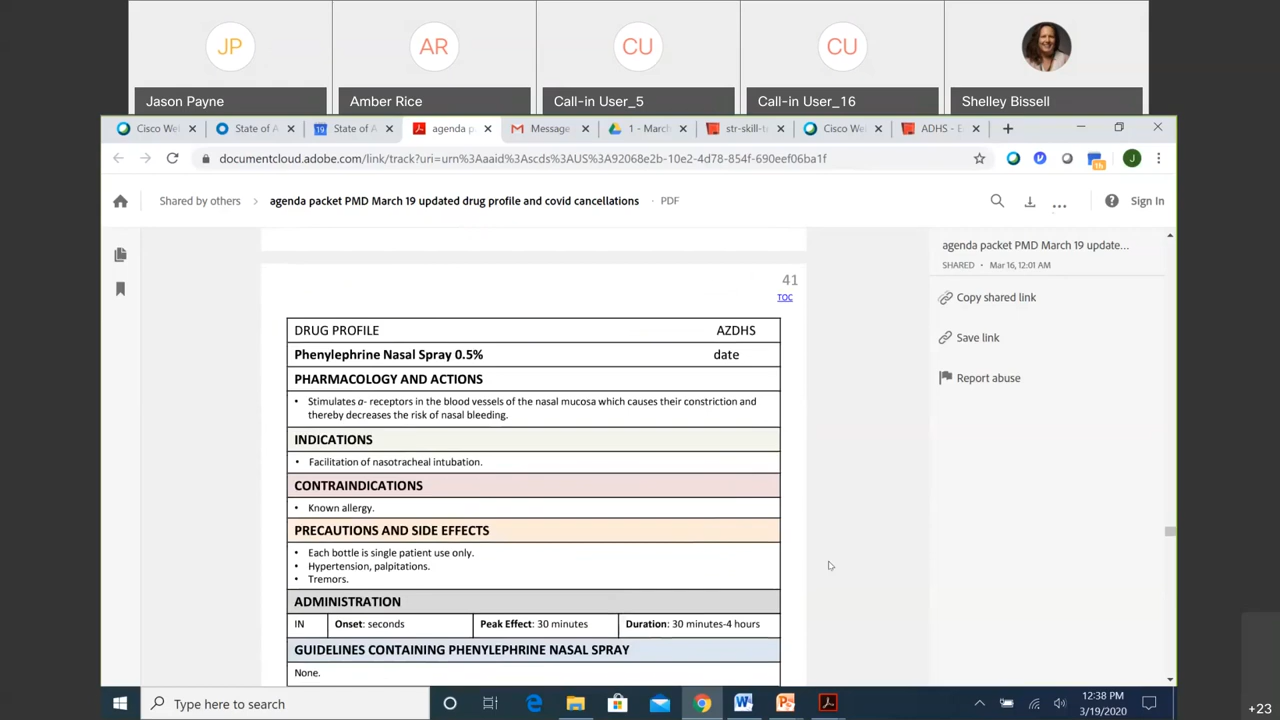 JP
AR
CU
CU
Jason Payne
Amber Rice
Call-in User_5
Call-in User_16
Shelley Bissell
Cisco We
State of A
19
State of A
agenda p
Message
1 - March
str-skill-t
Cisco We
ADHS - E
documentcloud.adobe.com/link/track?uri=urn%3Aaaid%3Ascds%3AUS%3A92068e2b-10e2-4d78-854f-690eef06ba1f
16
J
Shared by others > agenda packet PMD March 19 updated drug profile and covid cancellations • PDF
Sign In
agenda packet PMD March 19 update...
SHARED • Mar 16, 12:01 AM
Copy shared link
Save link
Report abuse
41
TOC
DRUG PROFILE AZDHS
Phenylephrine Nasal Spray 0.5% date
PHARMACOLOGY AND ACTIONS
• Stimulates α- receptors in the blood vessels of the nasal mucosa which causes their constriction and
thereby decreases the risk of nasal bleeding.
INDICATIONS
• Facilitation of nasotracheal intubation.
CONTRAINDICATIONS
• Known allergy.
PRECAUTIONS AND SIDE EFFECTS
• Each bottle is single patient use only.
• Hypertension, palpitations.
• Tremors.
ADMINISTRATION
IN Onset: seconds Peak Effect: 30 minutes Duration: 30 minutes-4 hours
GUIDELINES CONTAINING PHENYLEPHRINE NASAL SPRAY
None.
Type here to search
12:38 PM
3/19/2020
+23